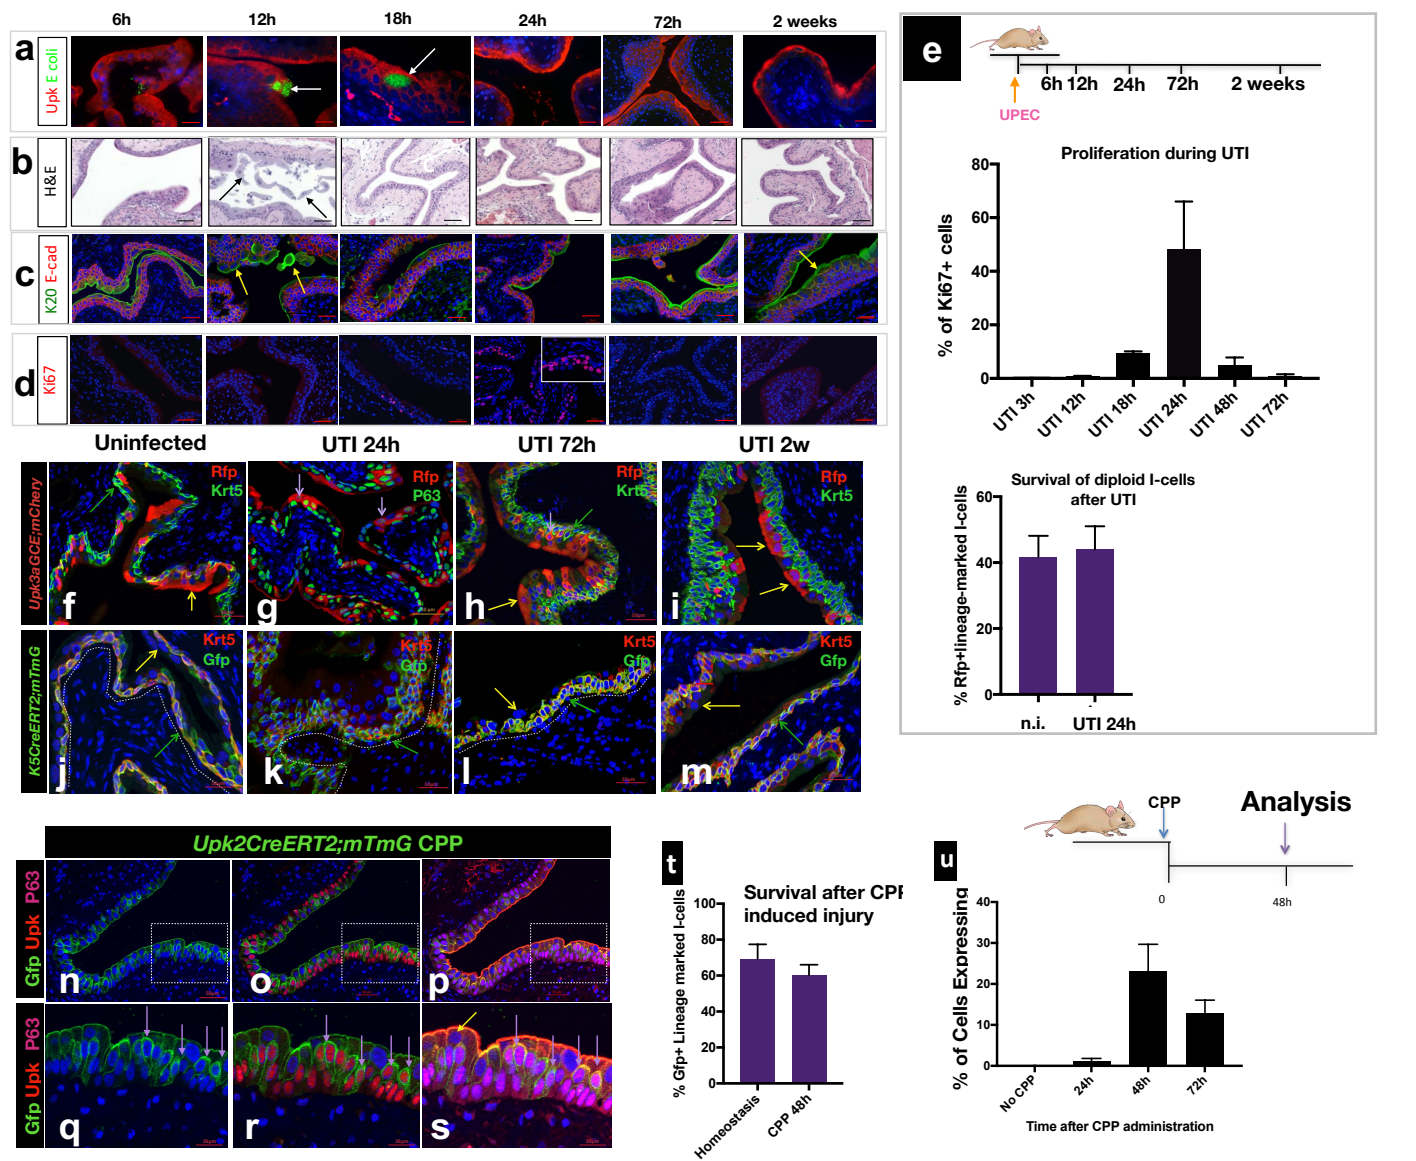 6h 12h 18h 24h 72h 2 weeks
a Upk E coli
b H&E
c K20 E-cad
d Ki67
e
6h 12h 24h 72h 2 weeks
UPEC
Proliferation during UTI
% of Ki67+ cells
80
60
40
20
0
UTI 3h UTI 12h UTI 18h UTI 24h UTI 48h UTI 72h
Survival of diploid I-cells
after UTI
% Rfp+lineage-marked I-cells
60
40
20
0
n.i. UTI 24h
Uninfected UTI 24h UTI 72h UTI 2w
Upk3aGCE;mChery
Rfp
Krt5
f
Rfp
P63
g
Rfp
Krt5
h
Rfp
Krt5
i
50µm
K5CreERT2;mTmG
Krt5
Gfp
j
Krt5
Gfp
k
Krt5
Gfp
l
Krt5
Gfp
m
Upk2CreERT2;mTmG CPP
Gfp Upk P63
n o p
Gfp Upk P63
q r s
t
Survival after CPP
induced injury
% Gfp+ Lineage marked I-cells
100
80
60
40
20
0
Homeostasis CPP 48h
u
CPP Analysis
0 48h
% of Cells Expressing
40
30
20
10
0
No CPP 24h 48h 72h
Time after CPP administration